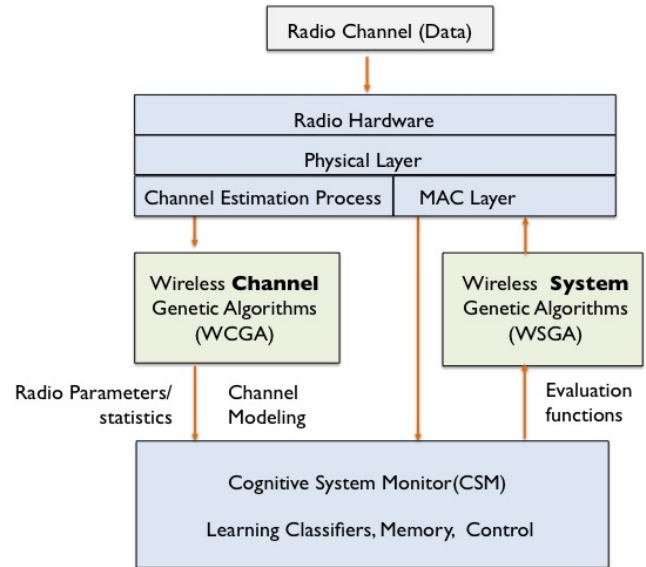 Radio Channel (Data)
Radio Hardware
Physical Layer
Channel Estimation Process
MAC Layer
Wireless Channel
Genetic Algorithms
(WCGA)
Wireless System
Genetic Algorithms
(WSGA)
Radio Parameters/
statistics
Channel
Modeling
Evaluation
functions
Cognitive System Monitor(CSM)
Learning Classifiers, Memory, Control